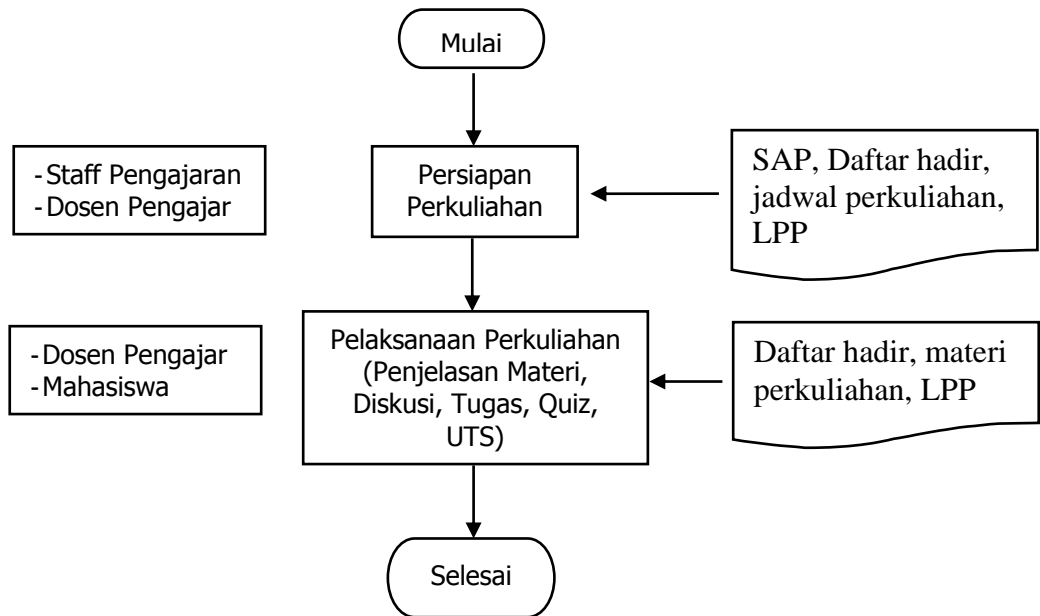 Mulai
-Staff Pengajaran
-Dosen Pengajar
Persiapan
Perkuliahan
SAP, Daftar hadir,
jadwal perkuliahan,
LPP
-Dosen Pengajar
-Mahasiswa
Pelaksanaan Perkuliahan
(Penjelasan Materi,
Diskusi, Tugas, Quiz,
UTS)
Daftar hadir, materi
perkuliahan, LPP
Selesai